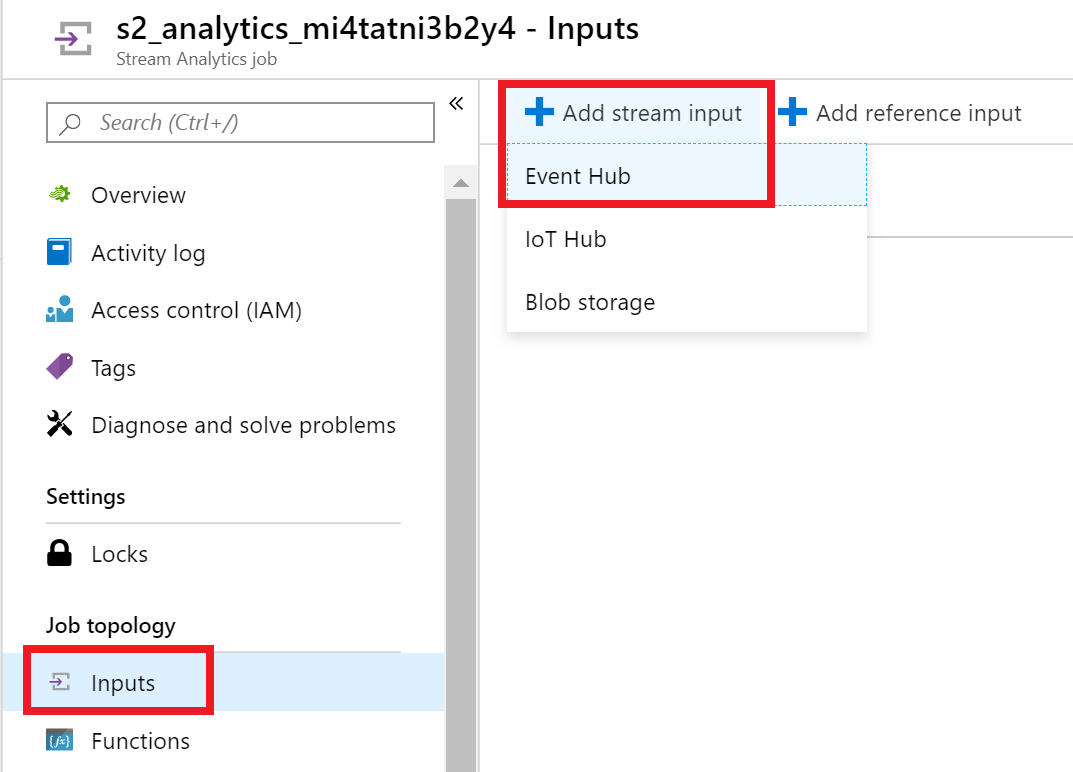 s2_analytics_mi4tatni3b2y4 - Inputs
Stream Analytics job
Search (Ctrl+/)
«
Overview
Activity log
Access control (IAM)
Tags
Diagnose and solve problems
Settings
Locks
Job topology
Inputs
{fx}
Functions
Add stream input
Add reference input
Event Hub
IoT Hub
Blob storage